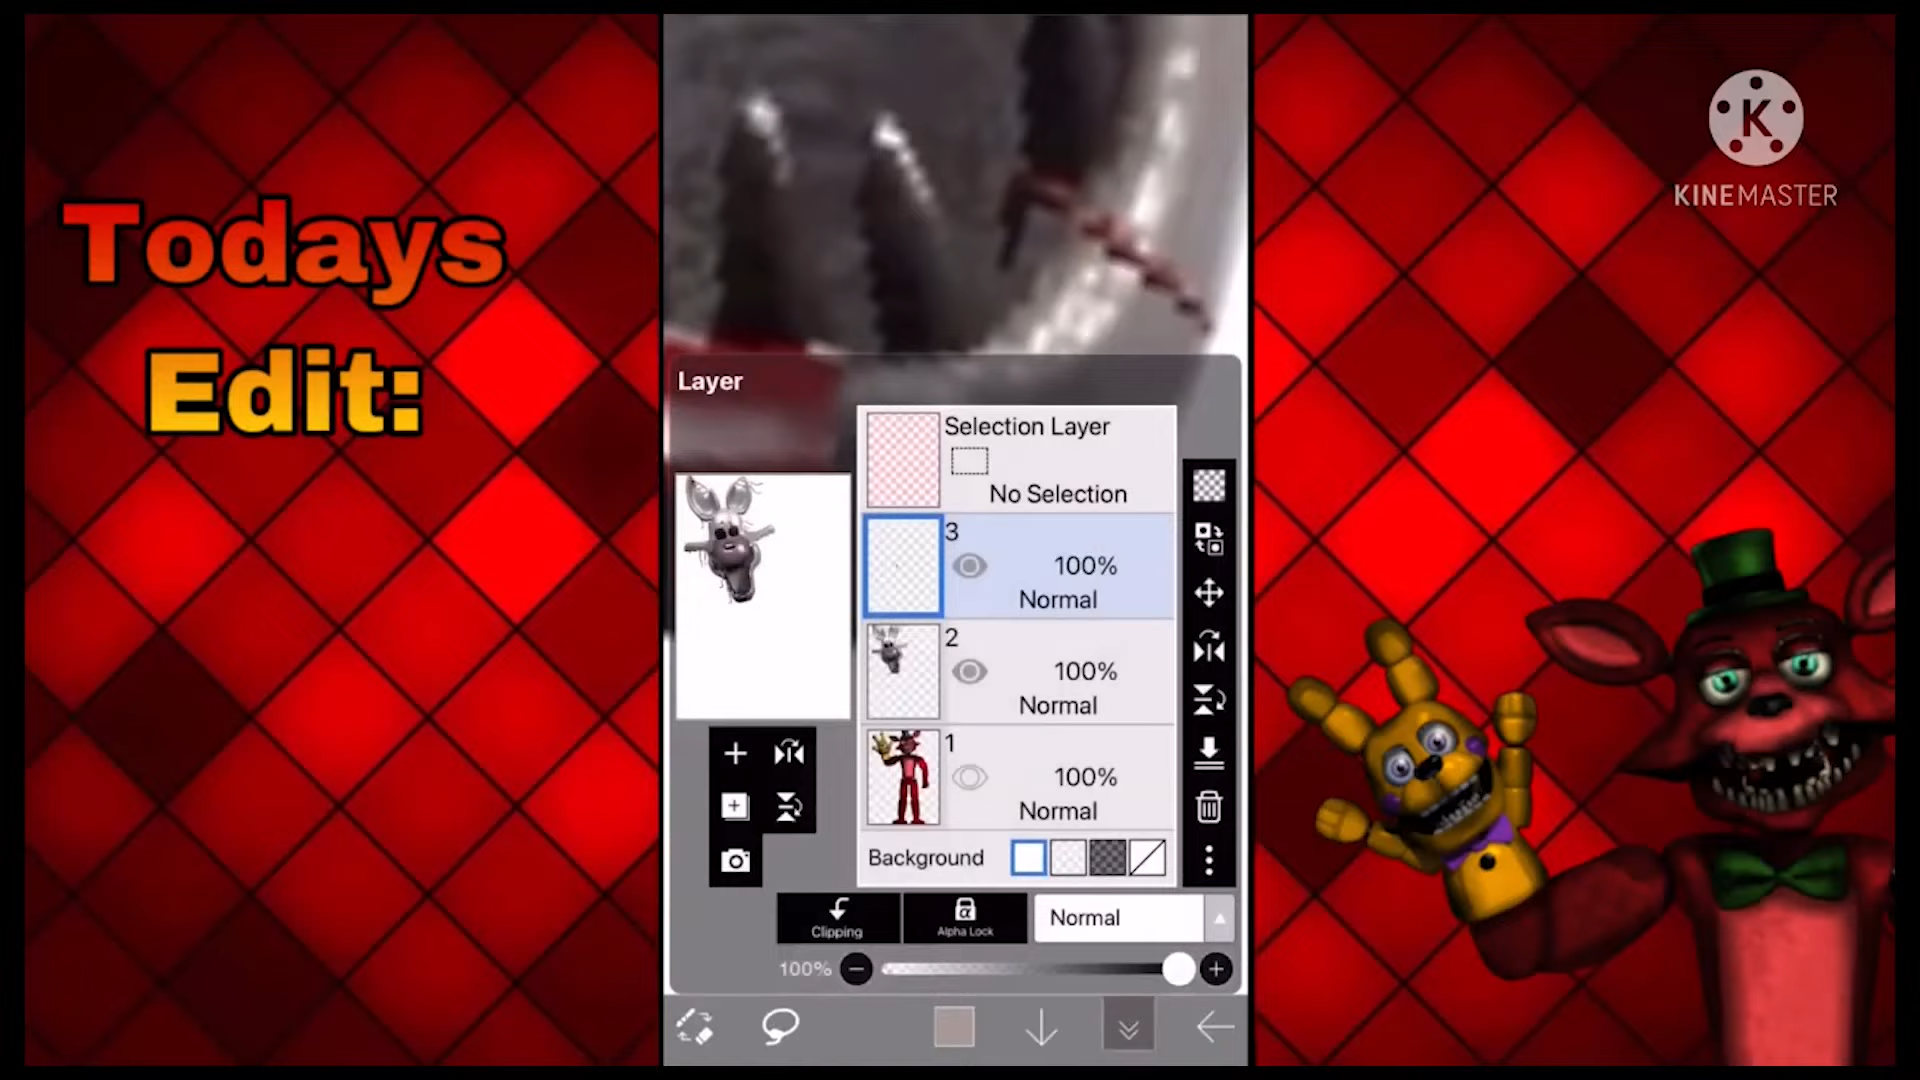 Todays
Edit:
K
KINEMASTER
Layer
Selection Layer
No Selection
3
100%
Normal
2
100%
Normal
1
100%
Normal
Background
Clipping
α
Alpha Lock
Normal
100%